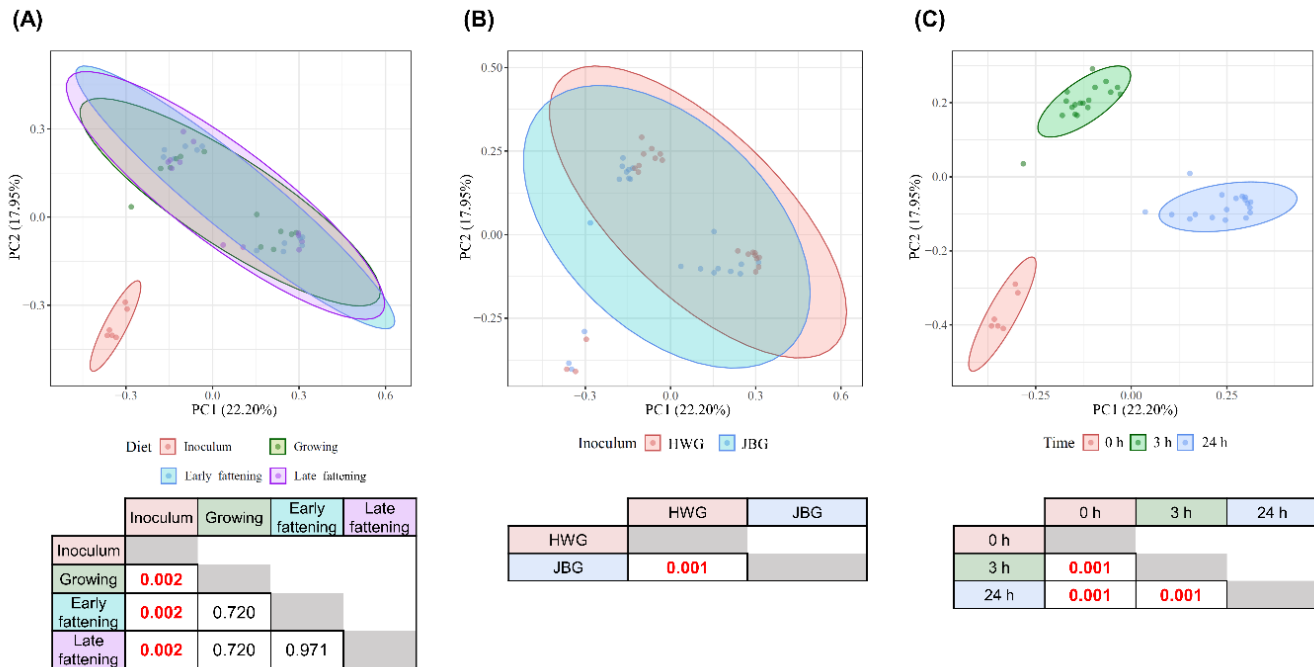 (A)
(B)
(C)
0.3
0.0
−0.3
PC2 (17.95%)
−0.3
0.0
0.3
0.6
PC1 (22.20%)
0.50
0.25
0.00
−0.25
PC2 (17.95%)
−0.3
0.0
0.3
0.6
PC1 (22.20%)
0.2
0.0
−0.2
−0.4
PC2 (17.95%)
−0.25
0.00
0.25
PC1 (22.20%)
Diet Inoculum Growing
Early fattening Late fattening
Inoculum HWG JBG
Time 0 h 3 h 24 h
Inoculum Growing Early fattening Late fattening
Inoculum
Growing 0.002
Early fattening 0.002 0.720
Late fattening 0.002 0.720 0.971
HWG JBG
HWG
JBG 0.001
0 h 3 h 24 h
0 h
3 h 0.001
24 h 0.001 0.001